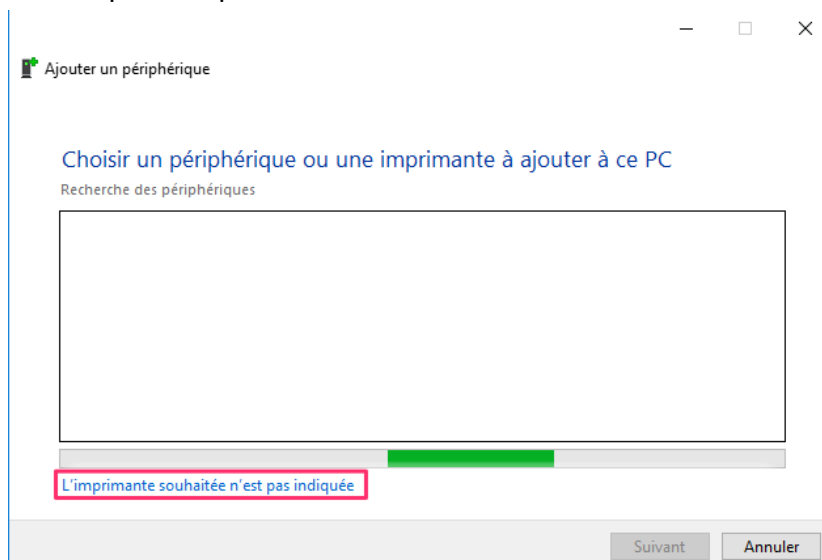 Ajouter un périphérique
Choisir un périphérique ou une imprimante à ajouter à ce PC
Recherche des périphériques
L'imprimante souhaitée n'est pas indiquée
Suivant
Annuler